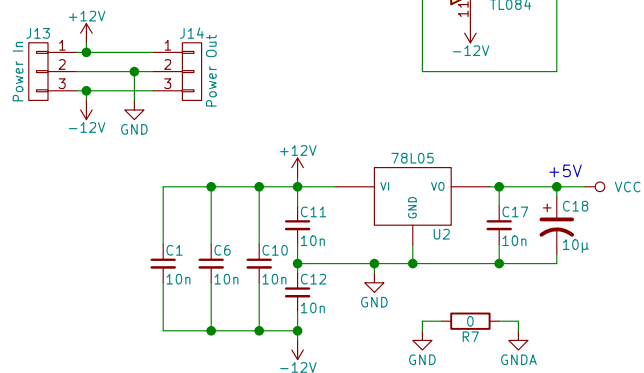 11
TL084
-12V
+12V
J13
J14
Power In
1
1
2
2
3
3
Power Out
-12V
GND
+12V
78L05
VI
VO
GND
U2
+5V
VCC
C11
10n
C17
10n
C18
+
10µ
C1
10n
C6
10n
C10
10n
C12
10n
GND
-12V
0
R7
GND
GNDA